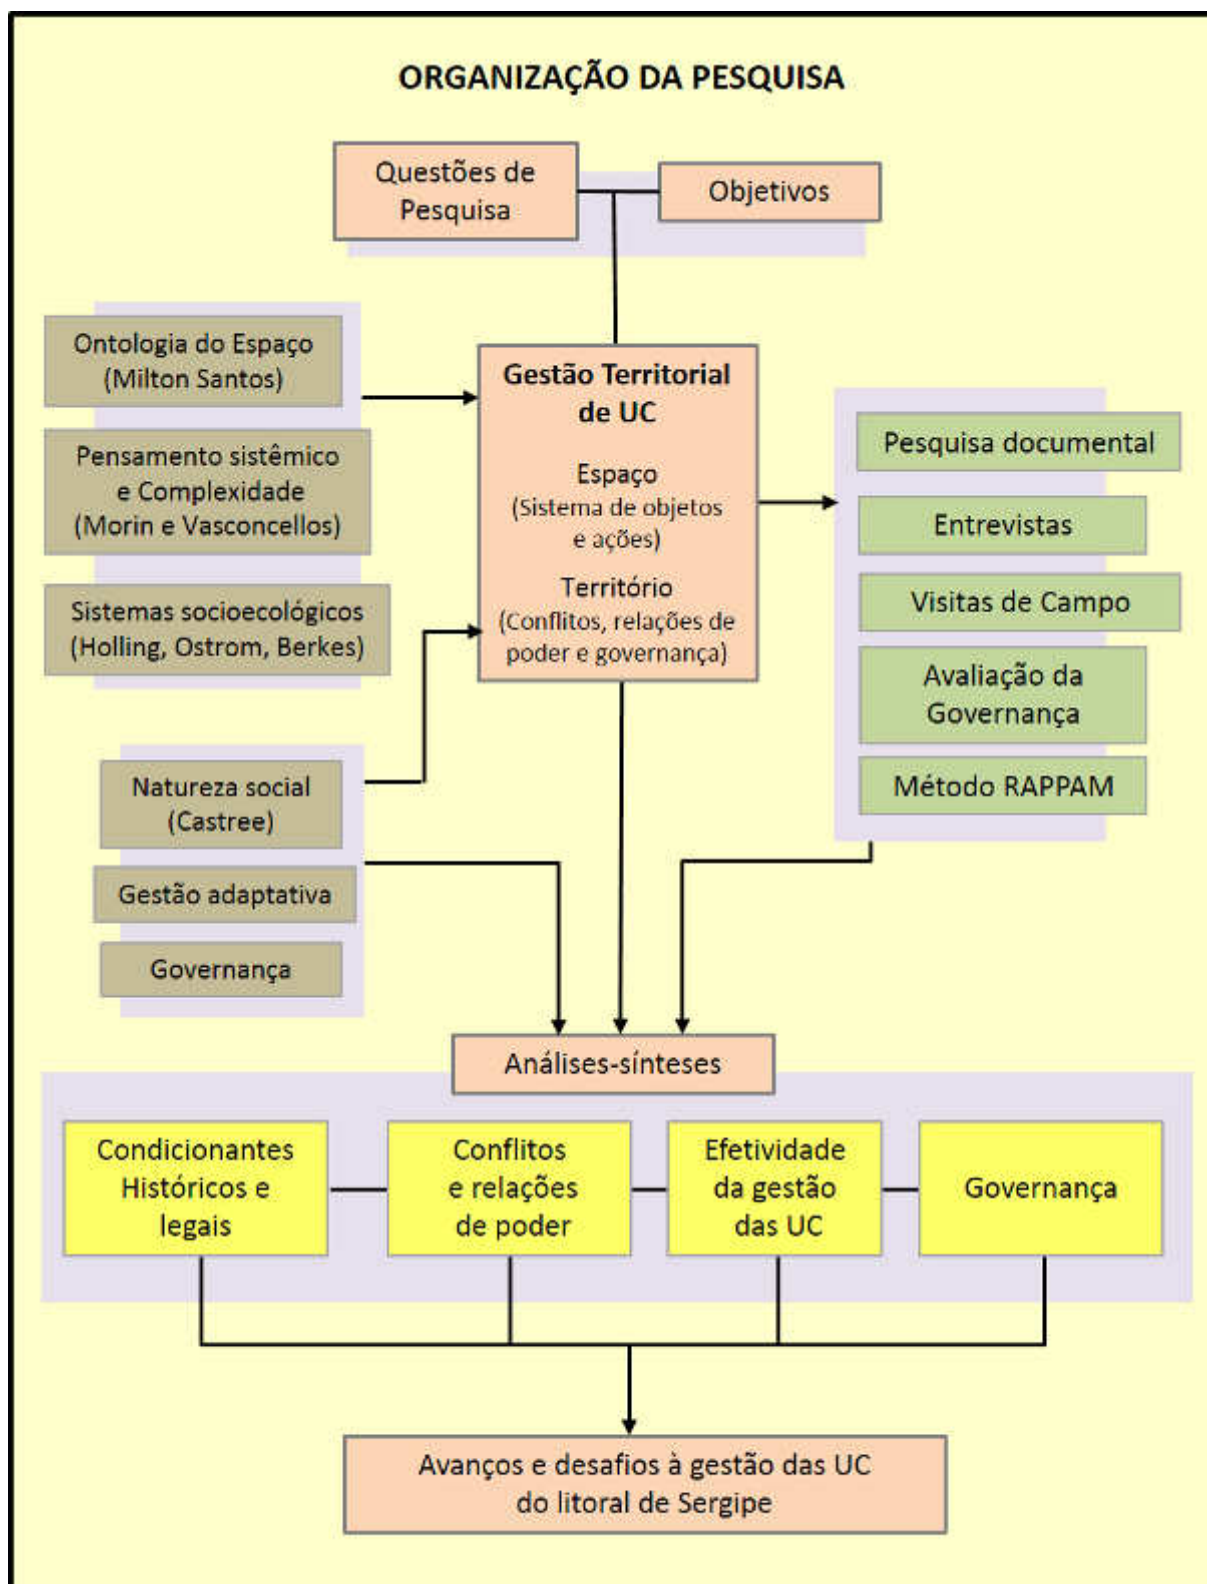 ORGANIZAÇÃO DA PESQUISA
Questões de
Pesquisa
Objetivos
Ontologia do Espaço
(Milton Santos)
Pensamento sistêmico
e Complexidade
(Morin e Vasconcellos)
Sistemas socioecológicos
(Holling, Ostrom, Berkes)
Natureza social
(Castree)
Gestão adaptativa
Governança
Gestão Territorial
de UC
Espaço
(Sistema de objetos
e ações)
Território
(Conflitos, relações de
poder e governança)
Pesquisa documental
Entrevistas
Visitas de Campo
Avaliação da
Governança
Método RAPPAM
Análises-sínteses
Condicionantes
Históricos e
legais
Conflitos
e relações
de poder
Efetividade
da gestão
das UC
Governança
Avanços e desafios à gestão das UC
do litoral de Sergipe